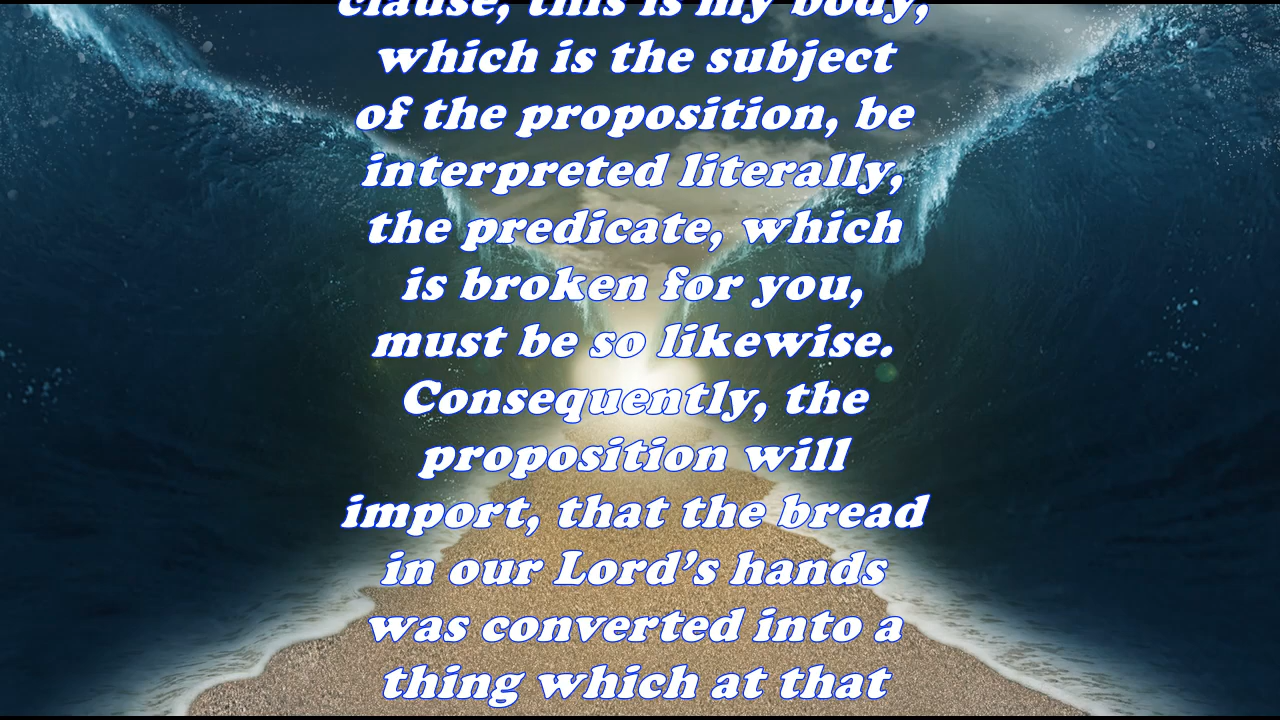 clause, this is my body,
which is the subject
of the proposition, be
interpreted literally,
the predicate, which
is broken for you,
must be so likewise.
Consequently, the
proposition will
import, that the bread
in our Lord’s hands
was converted into a
thing which at that